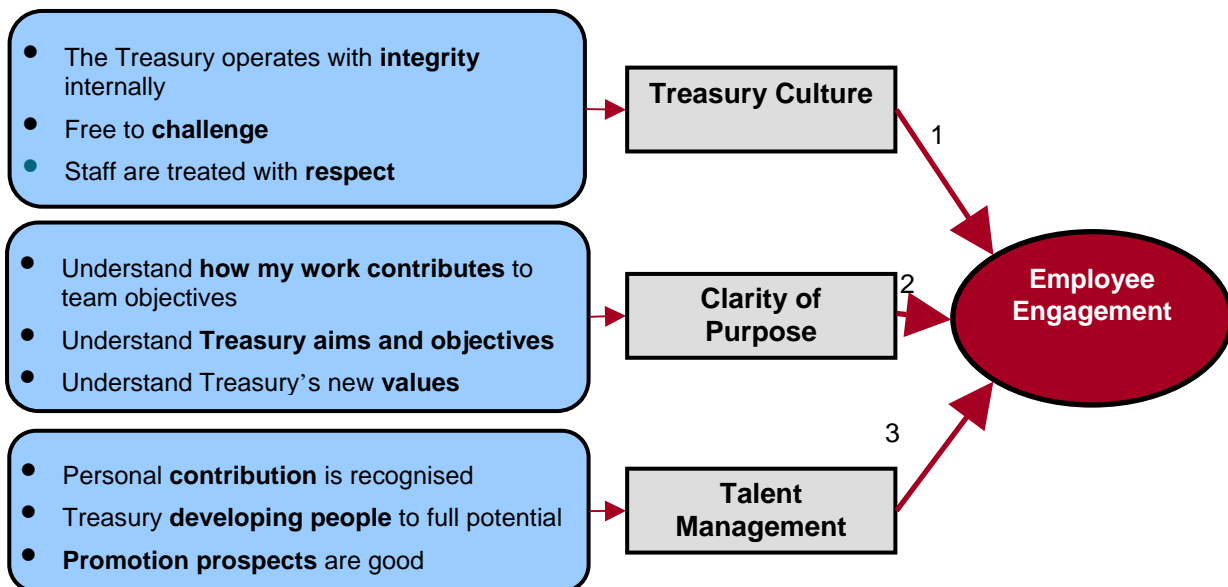 The Treasury operates with integrity
internally
Free to challenge
Staff are treated with respect
Treasury Culture
1
Understand how my work contributes to
team objectives
Understand Treasury aims and objectives
Understand Treasury’s new values
Clarity of
Purpose
2
Employee
Engagement
Personal contribution is recognised
Treasury developing people to full potential
Promotion prospects are good
Talent
Management
3